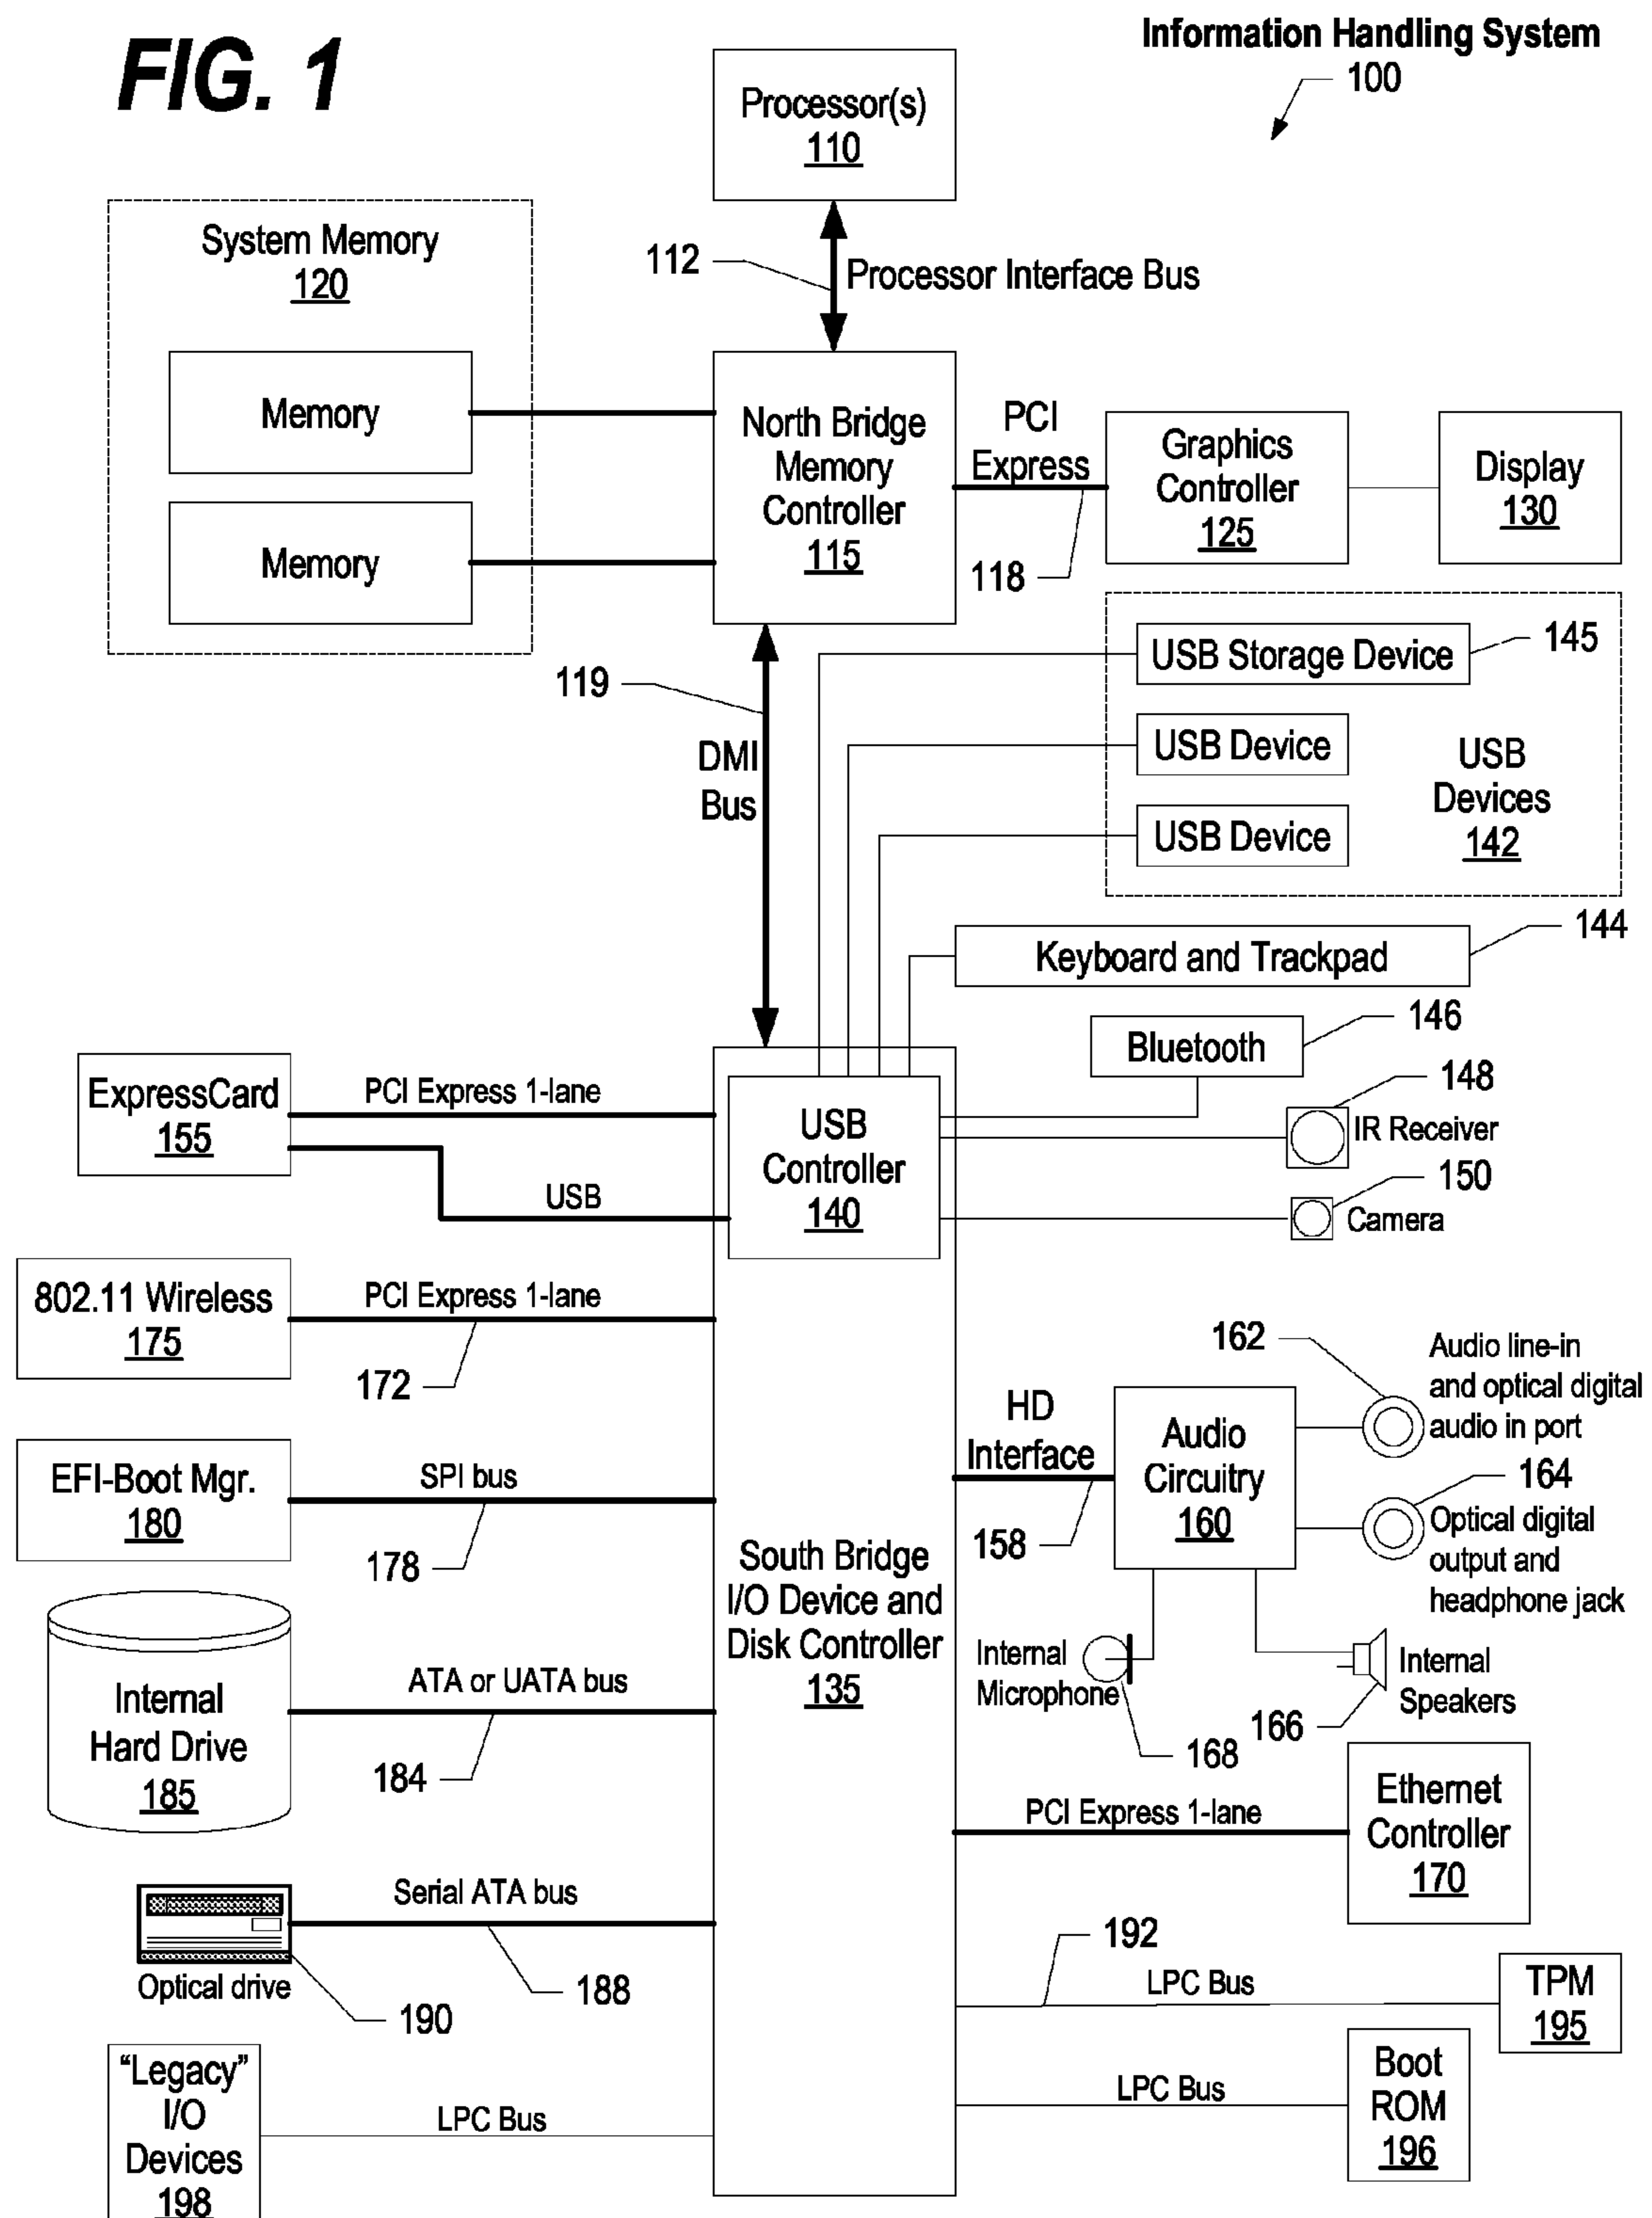 FIG. 1
Information Handling System
100
Processor(s)
110
112
Processor Interface Bus
System Memory
120
Memory
Memory
North Bridge
Memory
Controller
115
PCI
Express
118
Graphics
Controller
125
Display
130
119
DMI
Bus
USB Storage Device
145
USB Device
USB Device
USB
Devices
142
Keyboard and Trackpad
144
Bluetooth
146
148
IR Receiver
150
Camera
ExpressCard
155
PCI Express 1-lane
USB
USB
Controller
140
802.11 Wireless
175
PCI Express 1-lane
172
EFI-Boot Mgr.
180
SPI bus
178
Internal
Hard Drive
185
ATA or UATA bus
184
South Bridge
I/O Device and
Disk Controller
135
HD
Interface
158
Audio
Circuitry
160
162
Audio line-in
and optical digital
audio in port
164
Optical digital
output and
headphone jack
Internal
Microphone
168
166
Internal
Speakers
PCI Express 1-lane
Ethernet
Controller
170
Serial ATA bus
188
Optical drive
190
192
LPC Bus
TPM
195
LPC Bus
Boot
ROM
196
“Legacy”
I/O
Devices
198
LPC Bus